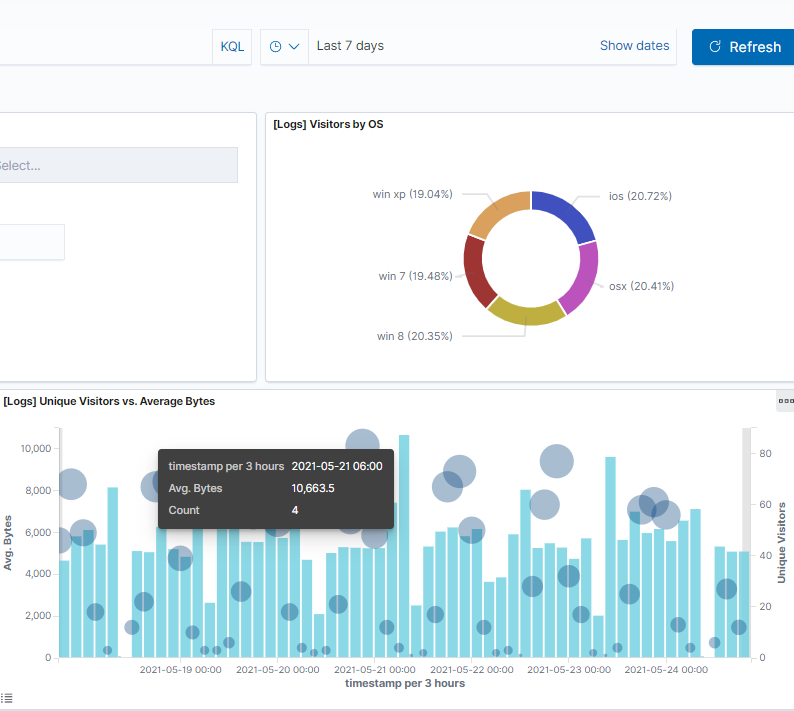 KQL Last 7 days Show dates Refresh
[Logs] Visitors by OS
elect...
win xp (19.04%) ios (20.72%)
win 7 (19.48%) osx (20.41%)
win 8 (20.35%)
[Logs] Unique Visitors vs. Average Bytes
timestamp per 3 hours 2021-05-21 06:00
Avg. Bytes 10,663.5
Count 4
Avg. Bytes
10,000
8,000
6,000
4,000
2,000
0
80
60
40
20
0
Unique Visitors
2021-05-19 00:00 2021-05-20 00:00 2021-05-21 00:00 2021-05-22 00:00 2021-05-23 00:00 2021-05-24 00:00
timestamp per 3 hours